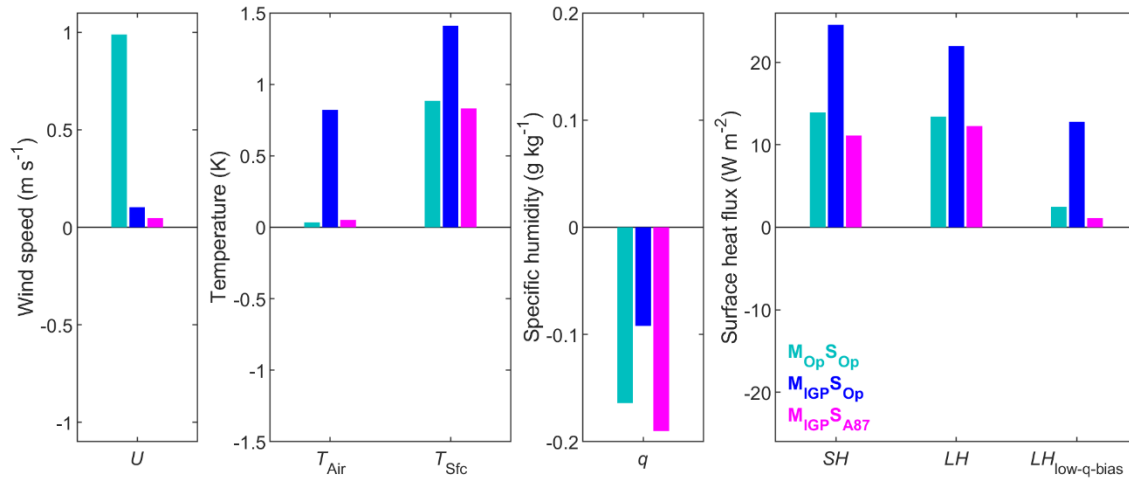 Wind speed (m s-1)
1
0.5
0
-0.5
-1
U
Temperature (K)
1.5
1
0.5
0
-0.5
-1
-1.5
TAir
TSfc
Specific humidity (g kg-1)
0.2
0.1
0
-0.1
-0.2
q
Surface heat flux (W m-2)
20
10
0
-10
-20
MOpSOp
MIGPSOp
MIGPSA87
SH
LH
LHlow-q-bias